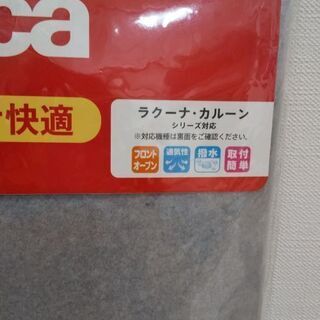 ca
快適
ラクーナ・カルーン
シリーズ対応
※対応機種は裏面をご確認ください。
フロント
オープン
通気性
撥水
取付
簡単